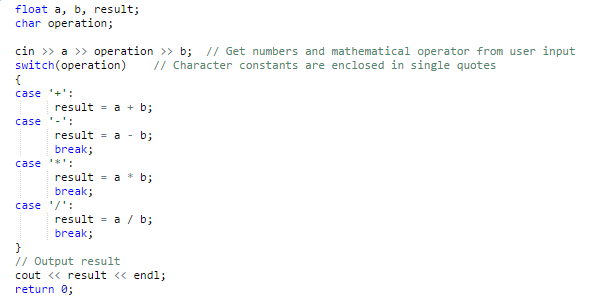 float a, b, result;
char operation;
cin >> a >> operation >> b;  // Get numbers and mathematical operator from user input
switch(operation)    // Character constants are enclosed in single quotes
{
case '+':
      result = a + b;
case '-':
      result = a - b;
      break;
case '*':
      result = a * b;
      break;
case '/':
      result = a / b;
      break;
}
// Output result
cout << result << endl;
return 0;